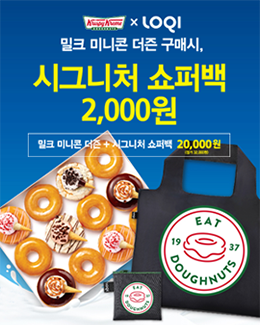 Krispy Kreme
DOUGHNUTS
× LOQI
밀크 미니콘 더즌 구매시,
시그니처 쇼퍼백
2,000원
밀크 미니콘 더즌 + 시그니처 쇼퍼백 20,000원
EAT
19 37
DOUGHNUTS